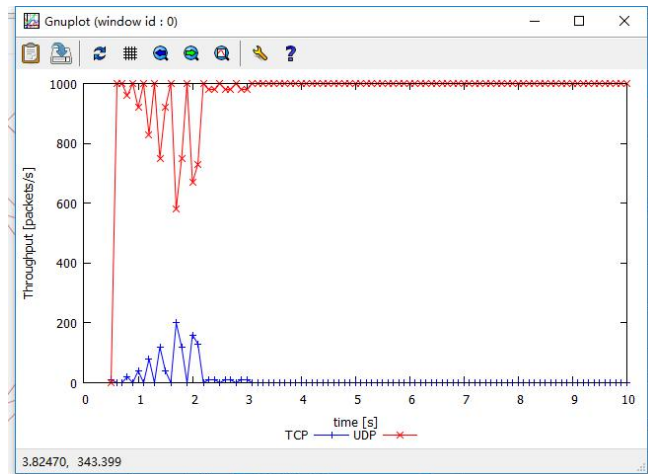 Gnuplot (window id : 0)
1000
800
600
400
200
0
Throughput [packets/s]
0 1 2 3 4 5 6 7 8 9 10
time [s]
TCP UDP
3.82470, 343.399